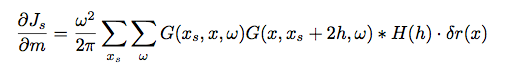 ∂J_s/∂m = ω²/2π ∑_{x_s} ∑_ω G(x_s, x, ω)G(x, x_s + 2h, ω) ∗ H(h) · δr(x)